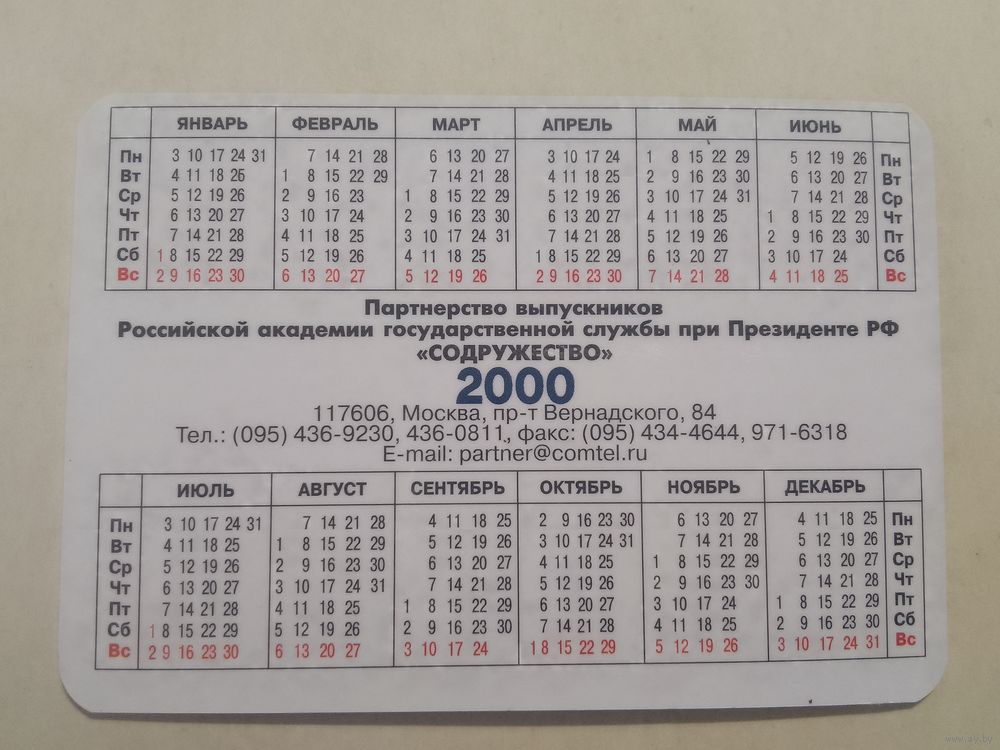 ЯНВАРЬ ФЕВРАЛЬ МАРТ АПРЕЛЬ МАЙ ИЮНЬ
Пн 3 10 17 24 31 7 14 21 28 6 13 20 27 3 10 17 24 1 8 15 22 29 5 12 19 26 Пн
Вт 4 11 18 25 1 8 15 22 29 7 14 21 28 4 11 18 25 2 9 16 23 30 6 13 20 27 Вт
Ср 5 12 19 26 2 9 16 23 1 8 15 22 29 5 12 19 26 3 10 17 24 31 7 14 21 28 Ср
Чт 6 13 20 27 3 10 17 24 2 9 16 23 30 6 13 20 27 4 11 18 25 1 8 15 22 29 Чт
Пт 7 14 21 28 4 11 18 25 3 10 17 24 31 7 14 21 28 5 12 19 26 2 9 16 23 30 Пт
Сб 1 8 15 22 29 5 12 19 26 4 11 18 25 1 8 15 22 29 6 13 20 27 3 10 17 24 Сб
Вс 2 9 16 23 30 6 13 20 27 5 12 19 26 2 9 16 23 30 7 14 21 28 4 11 18 25 Вс
Партнерство выпускников
Российской академии государственной службы при Президенте РФ
«СОДРУЖЕСТВО»
2000
117606, Москва, пр-т Вернадского, 84
Тел.: (095) 436-9230, 436-0811, факс: (095) 434-4644, 971-6318
E-mail: partner@comtel.ru
ИЮЛЬ АВГУСТ СЕНТЯБРЬ ОКТЯБРЬ НОЯБРЬ ДЕКАБРЬ
Пн 3 10 17 24 31 7 14 21 28 4 11 18 25 2 9 16 23 30 6 13 20 27 4 11 18 25 Пн
Вт 4 11 18 25 1 8 15 22 29 5 12 19 26 3 10 17 24 31 7 14 21 28 5 12 19 26 Вт
Ср 5 12 19 26 2 9 16 23 30 6 13 20 27 4 11 18 25 1 8 15 22 29 6 13 20 27 Ср
Чт 6 13 20 27 3 10 17 24 31 7 14 21 28 5 12 19 26 2 9 16 23 30 7 14 21 28 Чт
Пт 7 14 21 28 4 11 18 25 1 8 15 22 29 6 13 20 27 3 10 17 24 1 8 15 22 29 Пт
Сб 1 8 15 22 29 5 12 19 26 2 9 16 23 30 7 14 21 28 4 11 18 25 2 9 16 23 30 Сб
Вс 2 9 16 23 30 6 13 20 27 3 10 17 24 1 8 15 22 29 5 12 19 26 3 10 17 24 31 Вс
www.ay.by